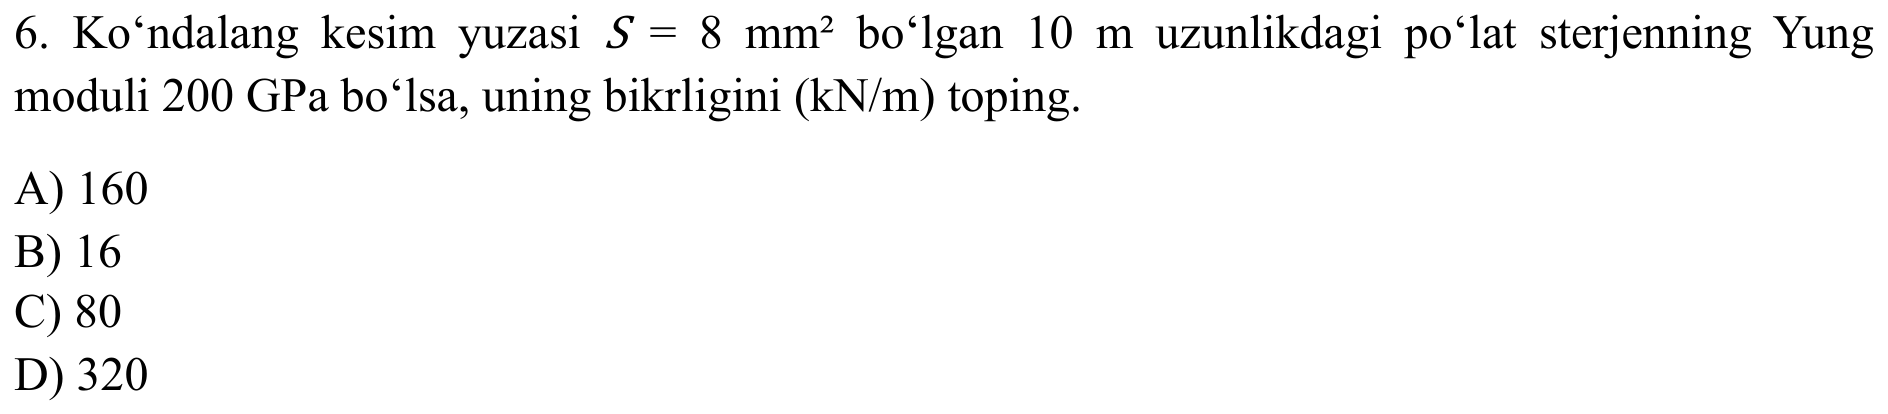 6. Ko‘ndalang kesim yuzasi S = 8 mm² bo‘lgan 10 m uzunlikdagi po‘lat sterjenning Yung
moduli 200 GPa bo‘lsa, uning bikrligini (kN/m) toping.
A) 160
B) 16
C) 80
D) 320